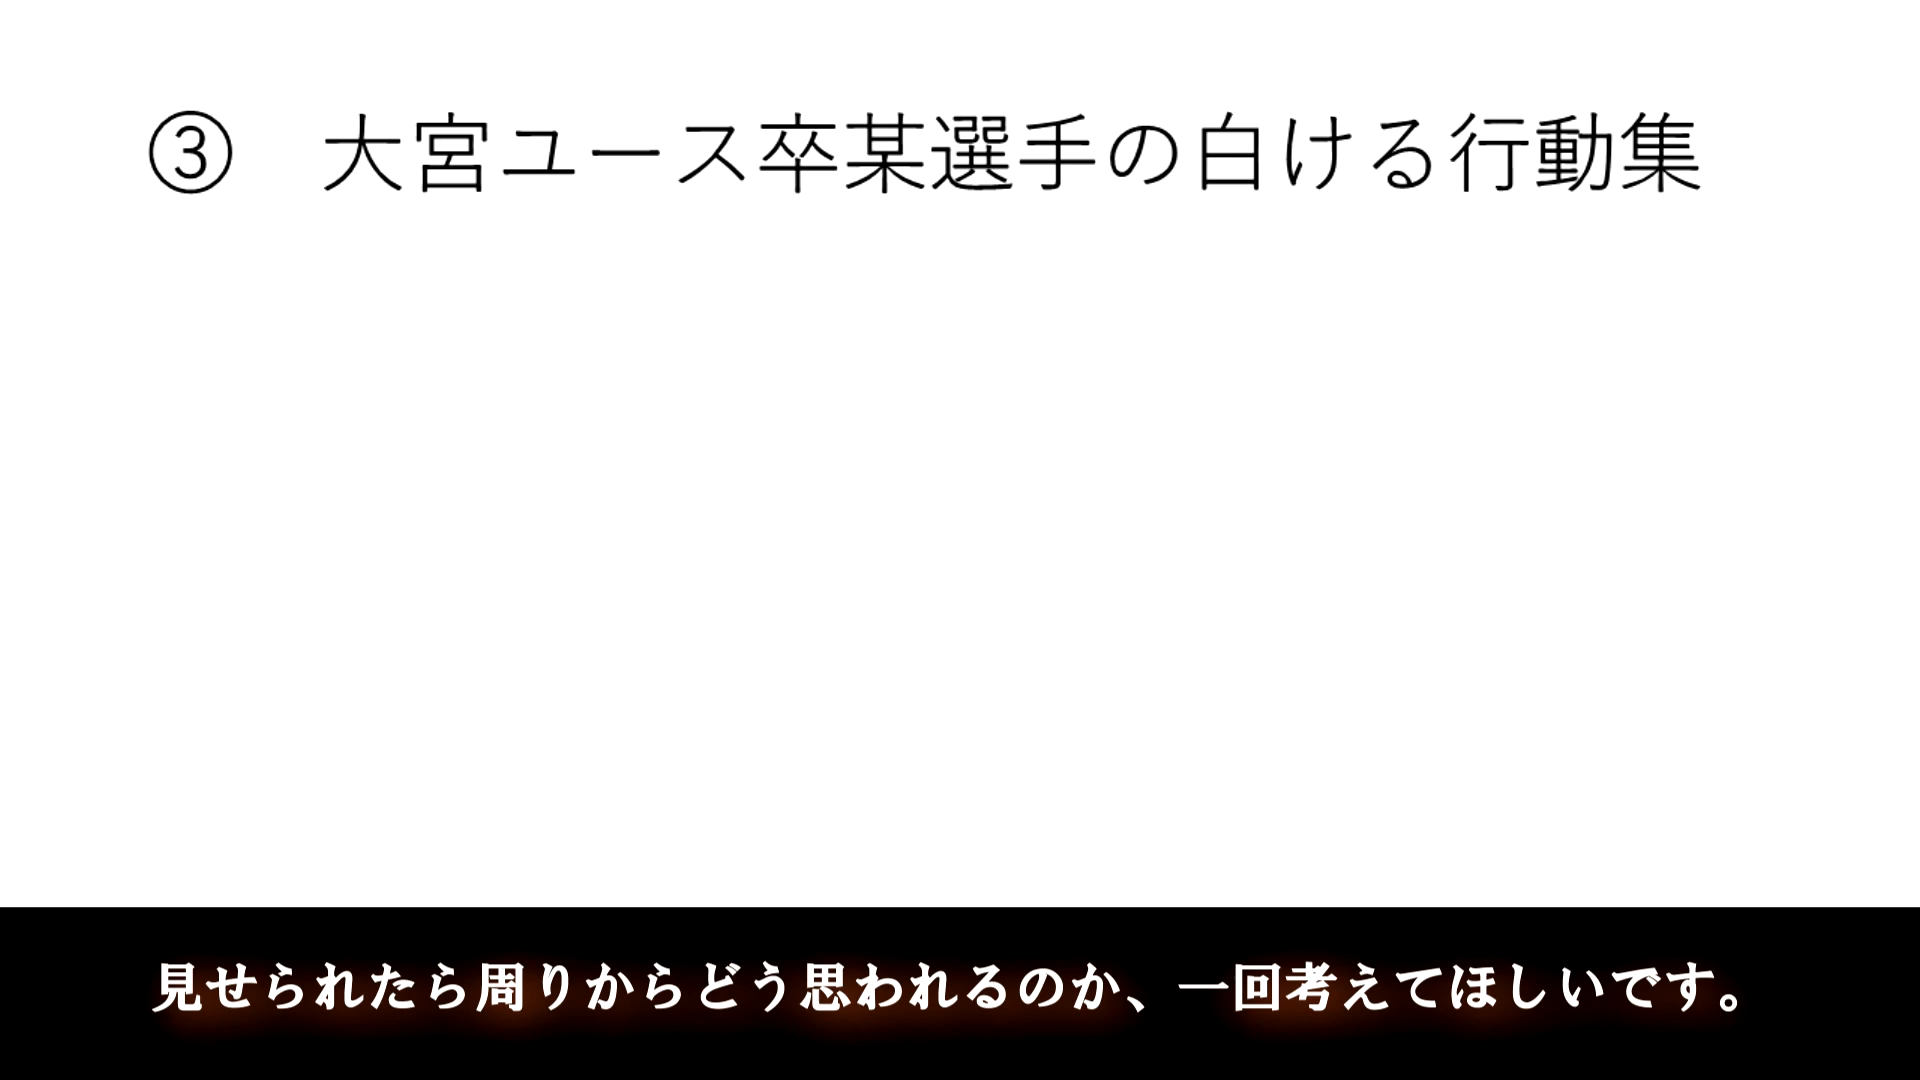 ③　大宮ユース卒某選手の白ける行動集
見せられたら周りからどう思われるのか、一回考えてほしいです。